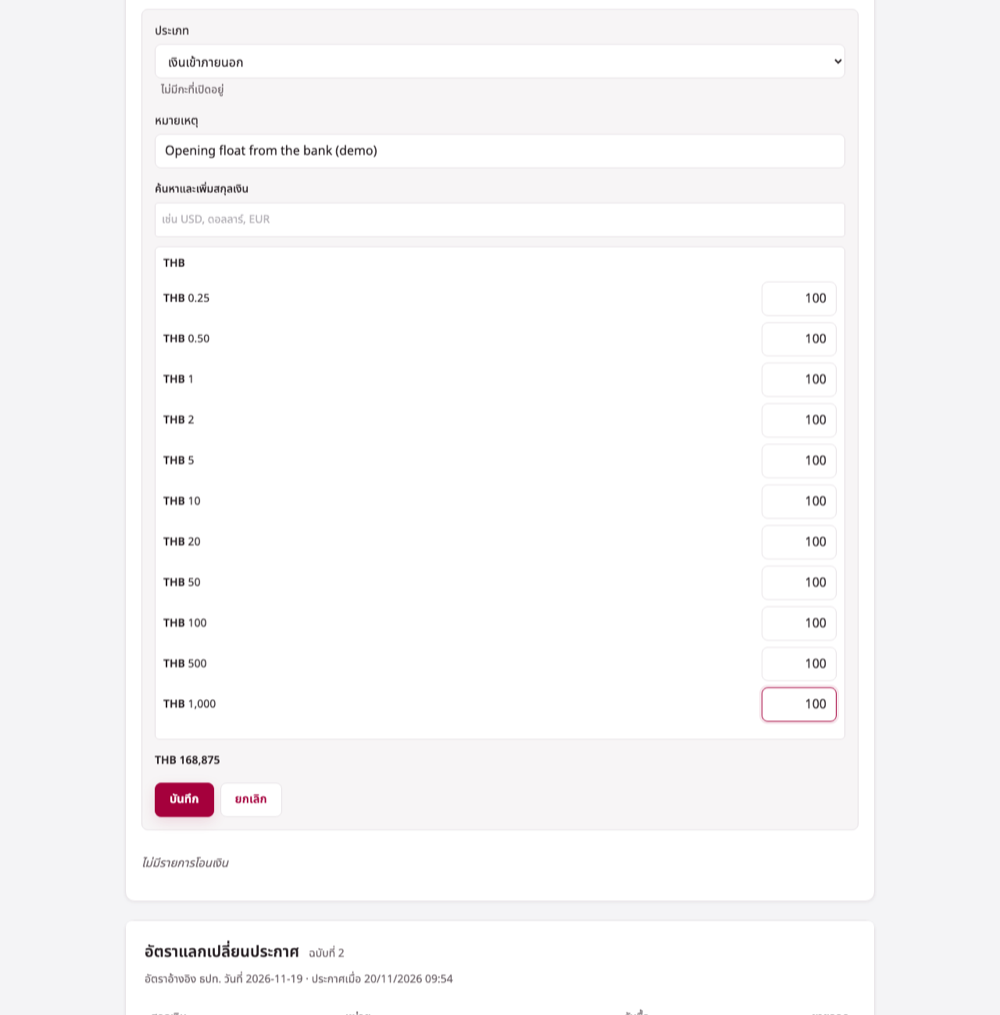 ประเภท
เงินเข้าภายนอก
ไม่มีกะที่เปิดอยู่
หมายเหตุ
Opening float from the bank (demo)
ค้นหาและเพิ่มสกุลเงิน
เช่น USD, ดอลลาร์, EUR
THB
THB 0.25 100
THB 0.50 100
THB 1 100
THB 2 100
THB 5 100
THB 10 100
THB 20 100
THB 50 100
THB 100 100
THB 500 100
THB 1,000 100
THB 168,875
บันทึก ยกเลิก
ไม่มีรายการโอนเงิน
อัตราแลกเปลี่ยนประกาศ ฉบับที่ 2
อัตราอ้างอิง ธปท. วันที่ 2026-11-19 · ประกาศเมื่อ 20/11/2026 09:54